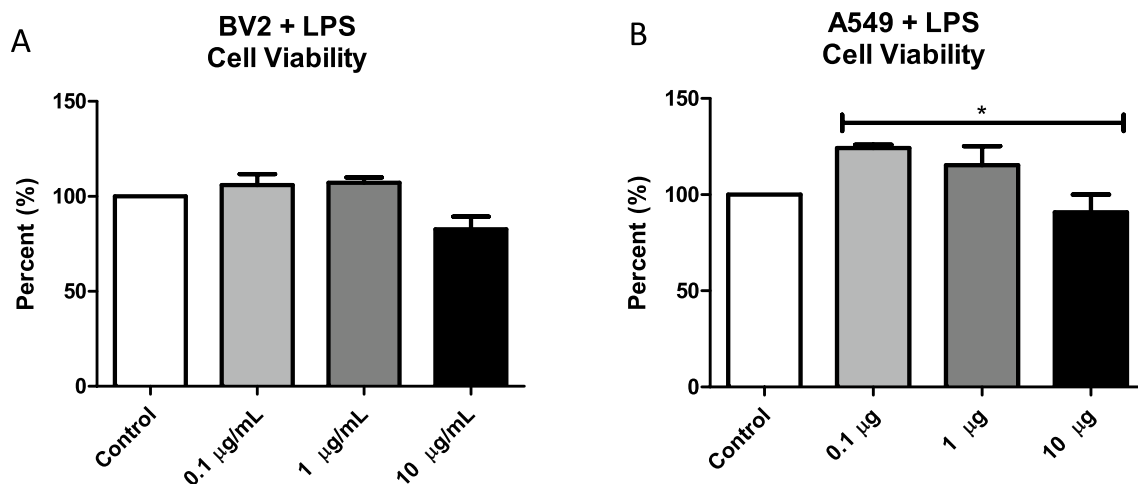 A
BV2 + LPS
Cell Viability
Percent (%)
150
100
50
0
Control
0.1 μg/mL
1 μg/mL
10 μg/mL
B
A549 + LPS
Cell Viability
Percent (%)
150
100
50
0
*
Control
0.1 μg
1 μg
10 μg